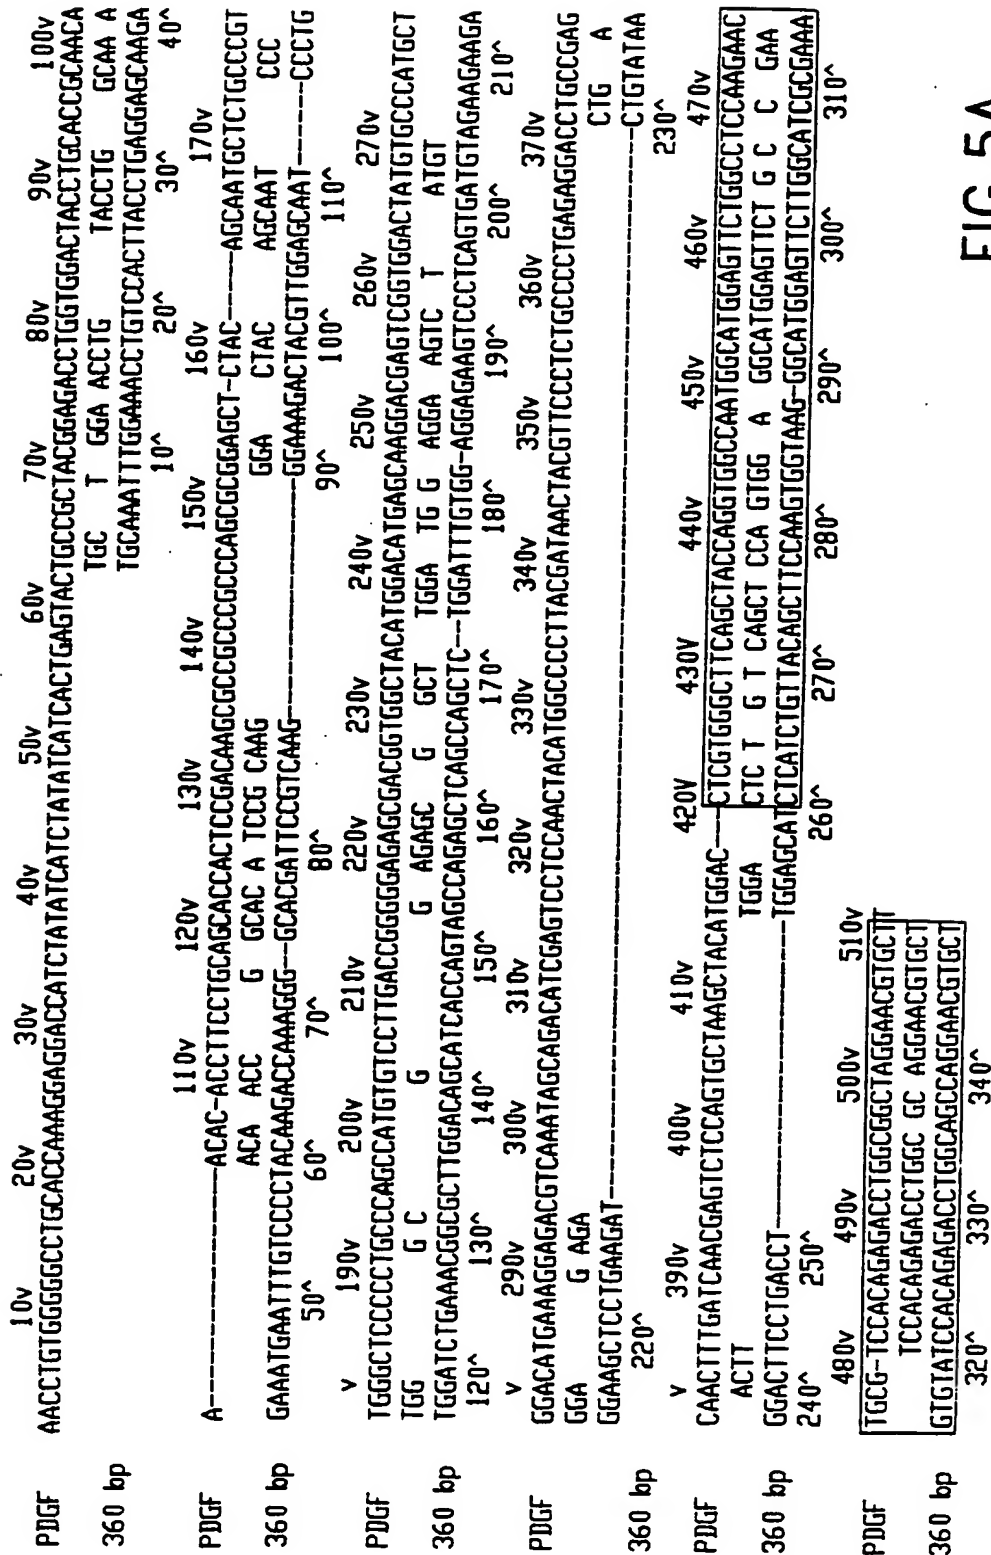 10v 20v 30v 40v 50v 60v 70v 80v 90v 100v
PDGF AACCTGTGGGGGCCTGCACCAAAGGAGGACCATCTATATCATCTATATCATCACTGAGTACTGCCGCTACGGAGACCTGGTGGACTACCTGCACCGCAACA
TGC T GGA ACCTG TACCTG GCAA A
360 bp TGCAAATTTGGAAACCTGTCCACTTACCTGAGGAGCAAGA
10^ 20^ 30^ 40^
110v 120v 130v 140v 150v 160v 170v
PDGF A---------------ACAC-ACCTTCCTGCAGCACCACTCCGACAAGCGCCGCCCGCCCAGCGCGGAGCT-CTAC-----AGCAATGCTCTGCCCGT
ACA ACC G GCAC A TCCG CAAG GGA CTAC AGCAAT CCC
360 bp GAAATGAATTTGTCCCCTACAAGACCAAAGGG--GCACGATTCCGTCAAG-----------------GGAAAGACTACGTTGGAGCAAT------CCCTG
50^ 60^ 70^ 80^ 90^ 100^ 110^
v 190v 200v 210v 220v 230v 240v 250v 260v 270v
PDGF TGGGCTCCCCCTGCCCAGCCATGTGTCCTTGACCGGGGAGAGCGACGGTGGCTACATGGACATGAGCAAGGACGAGTCGGTGGACTATGTGCCCATGCT
TGG G C G G AGAGC G GCT TGGA TG G AGGA AGTC T ATGT
360 bp TGGATCTGAAACGGCGCTTGGACAGCATCACCAGTAGCCAGAGCTCAGCCAGCTC---TGGATTTGTGG-AGGAGAAGTCCCTCAGTGATGTAGAAGAAGA
120^ 130^ 140^ 150^ 160^ 170^ 180^ 190^ 200^ 210^
v 290v 300v 310v 320v 330v 340v 350v 360v 370v
PDGF GGACATGAAAGGAGACGTCAAATAGCAGACATCGAGTCCTCCAACTACATGGCCCCTTACGATAACTACGTTCCCTCTGCCCCTGAGAGGACCTGCCGAG
GGA G AGA CTG A
360 bp GGAAGCTCCTGAAGAT----------------------------------------------------------------------CTGTATAA
220^ 230^
v 390v 400v 410v 420V 430V 440v 450v 460v 470v
PDGF CAACTTTGATCAACGAGTCTCCAGTGCTAAGCTACATGGAC---CTCGTGGGCTTCAGCTACCAGGTGGCCAATGGCATGGAGTTCTGGCCTCCAAGAAC
ACTT TGGA CTC T G T CAGCT CCA GTGG A GGCATGGAGTTCT G C C GAA
360 bp GGACTTCCTGACCT----------------------TGGAGCATCTCATCTGTTACAGCTTCCAAGTGGTAAG-GGCATGGAGTTCTTGGCATCGCGAAA
240^ 250^ 260^ 270^ 280^ 290^ 300^ 310^
480v 490v 500v 510v
PDGF TGCG-TCCACAGAGACCTGGCGGCTAGGAACGTGCTT
TCCACAGAGACCTGGC GC AGGAACGTGCT
360 bp GTGTATCCACAGAGACCTGGCAGCCAGGAACGTGCT
320^ 330^ 340^
FIG. 5A